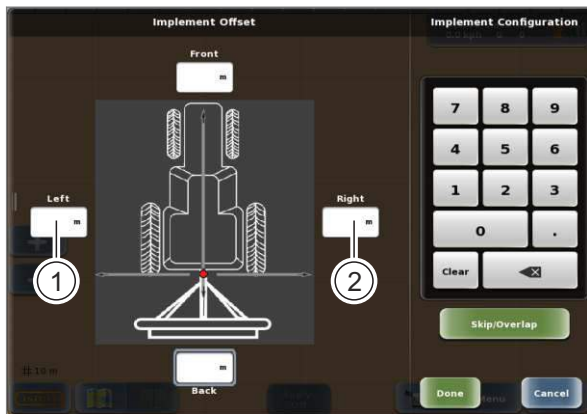 Implement Offset
Implement Configuration
Front
m
7 8 9
4 5 6
Left
m
Right
m
1 2 3
0 .
1
2
Clear
Skip/Overlap
10 m
m
Back
Done
Cancel